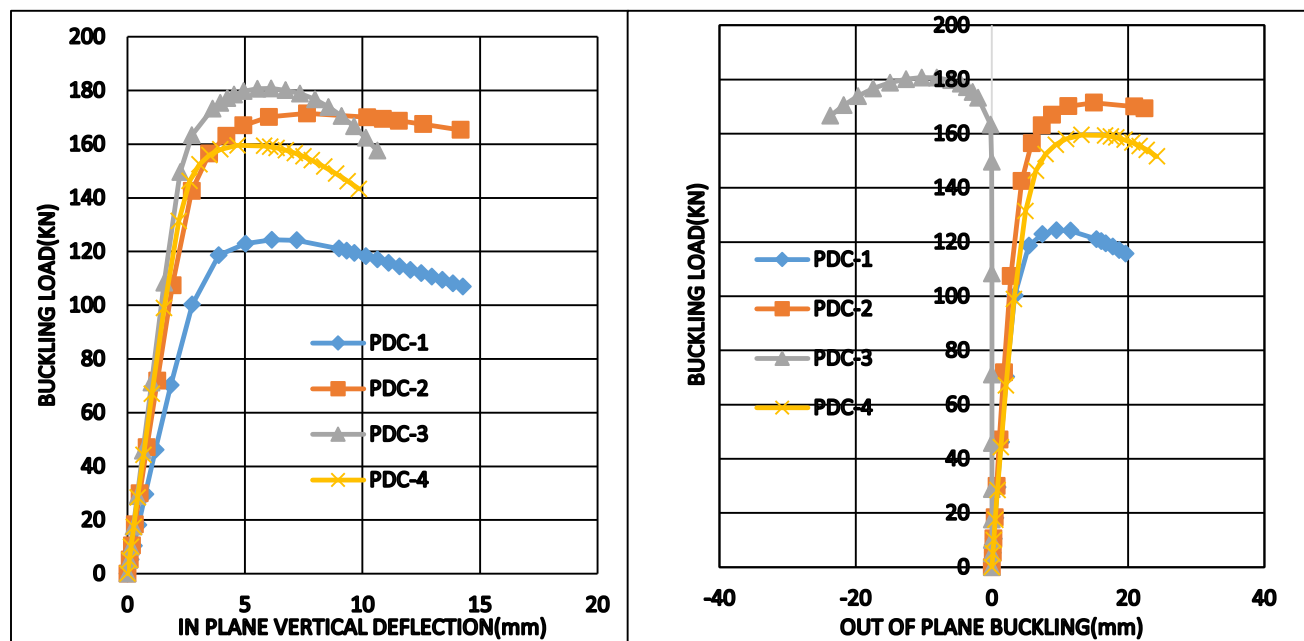 BUCKLING LOAD(KN)
200
180
160
140
120
100
80
60
40
20
0
PDC-1
PDC-2
PDC-3
PDC-4
0 5 10 15 20
IN PLANE VERTICAL DEFLECTION(mm)
BUCKLING LOAD(KN)
200
180
160
140
120
100
80
60
40
20
0
PDC-1
PDC-2
PDC-3
PDC-4
-40 -20 0 20 40
OUT OF PLANE BUCKLING(mm)